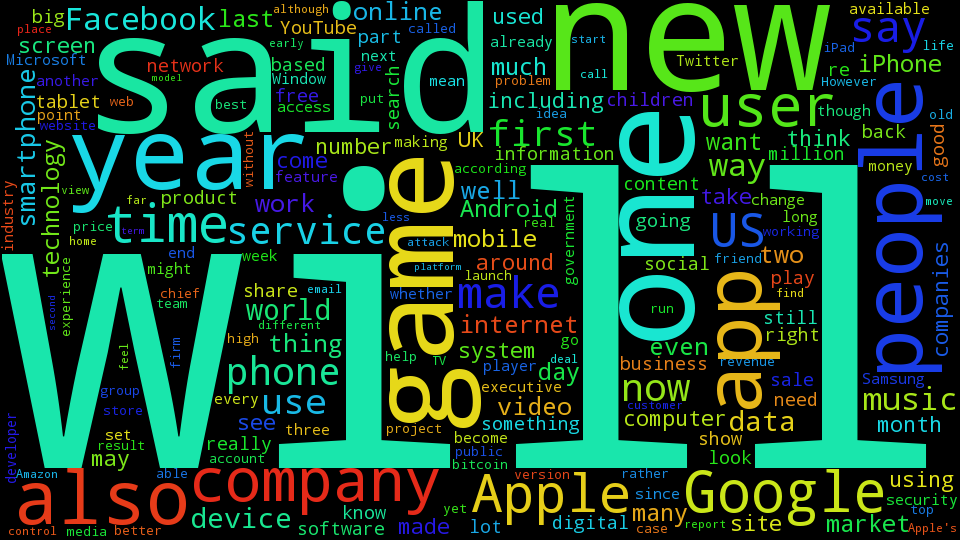 place
big
Facebook
last
although
YouTube
online
part
called
used
already
start
new
available
say
iPad
life
Microsoft
screen
another
network
model
said
based
early
Window
next
give
mean
much
problem
call
Twitter
However
re
iPhone
smartphone
tablet
web
point
website
best
free
access
put
search
including
idea
children
user
though
old
technology
year
without
number
making
UK
first
information
want
way
think
million
back
good
people
money
industry
view
far
product
come
feature
work
according
well
content
take
change
long
cost
move
price
home
term
time
service
game
less
Android
real
government
one
going
US
working
end
week
might
attack
mobile
platform
around
launch
social
friend
two
companies
second
experience
chief
team
share
email
world
different
whether
make
internet
run
app
play
find
still
right
feel
firm
high
thing
help
TV
system
go
deal
even
business
revenue
Will
group
store
every
phone
use
player
executive
day
video
now
customer
computer
sale
need
Samsung
music
developer
set
result
may
see
three
really
account
project
something
become
public
bitcoin
data
show
look
month
Amazon
able
also
company
yet
Apple
version
rather
since
Google
using
security
top
control
media
better
device
know
software
made
lot
digital
many
case
report
site
market
Apple's